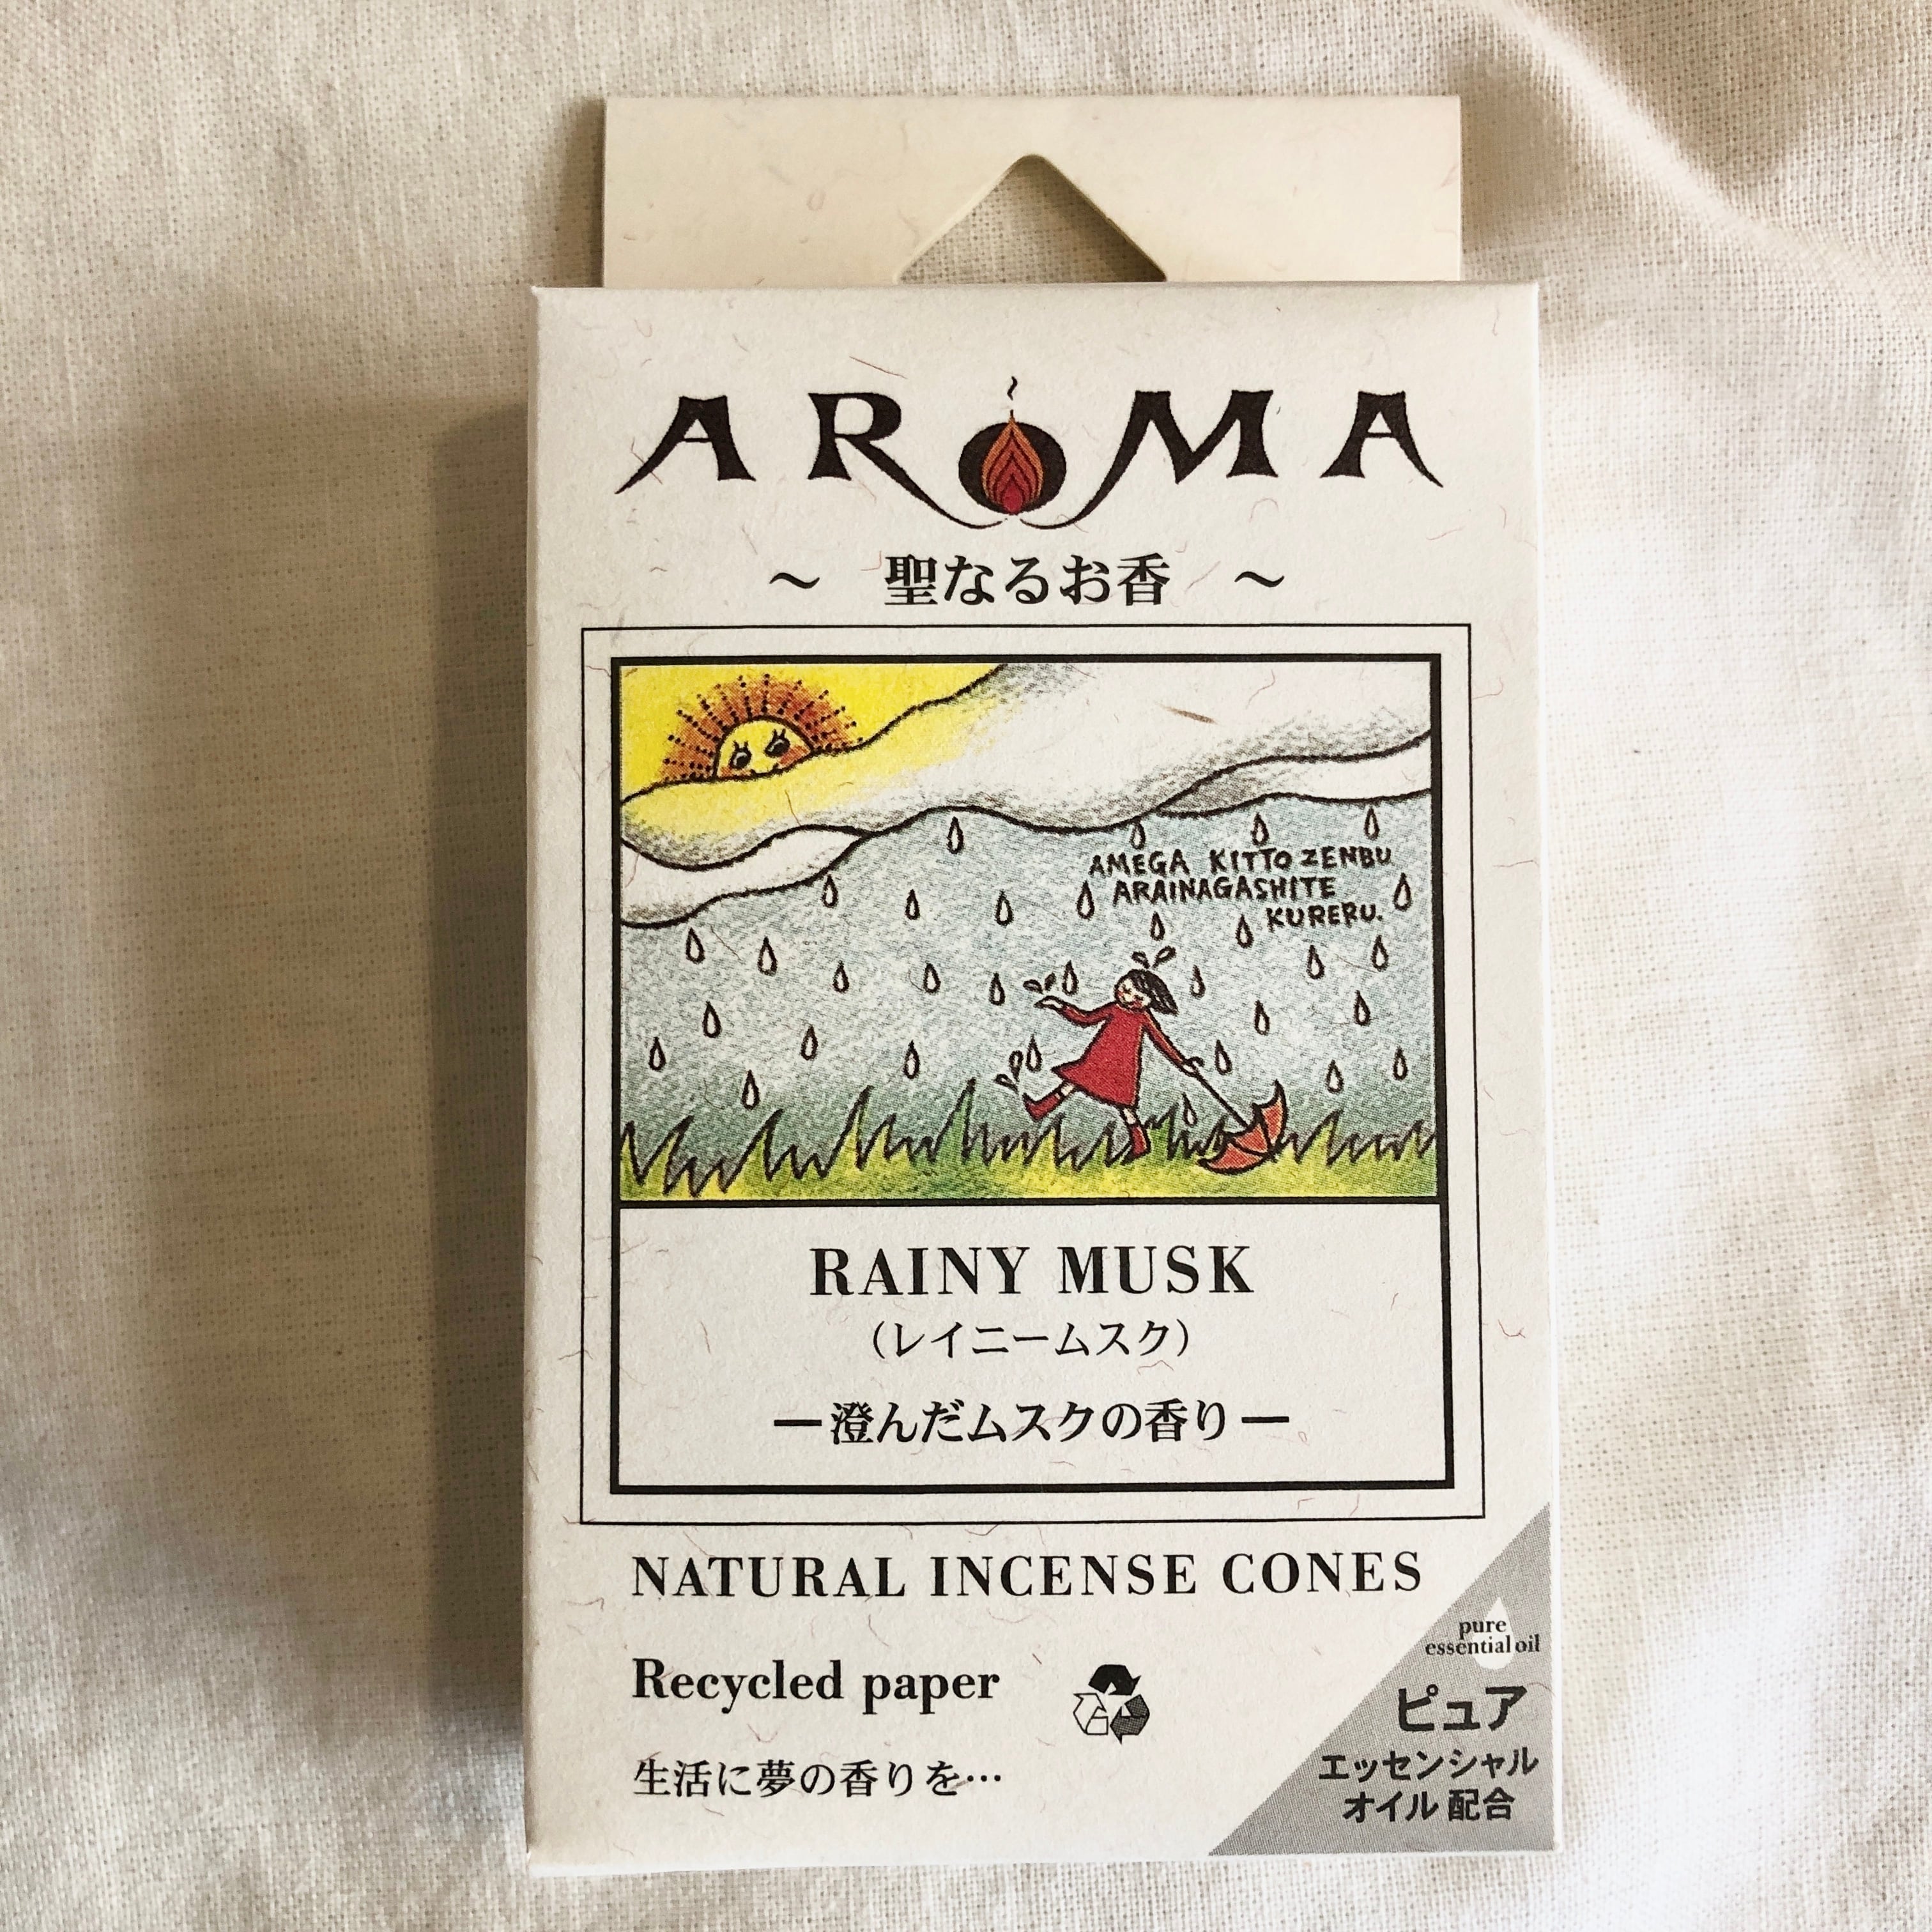 AROMA
～ 聖なるお香 ～
AMEGA KITTO ZENBU
ARAINAGASHITE
KURERU.
RAINY MUSK
（レイニームスク）
ー澄んだムスクの香りー
NATURAL INCENSE CONES
Recycled paper
生活に夢の香りを…
pure
essential oil
ピュア
エッセンシャル
オイル 配合